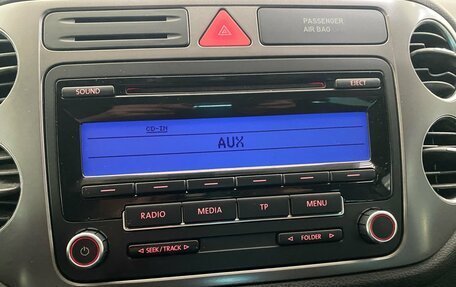 PASSENGER
AIR BAG
SOUND
EJECT
CD-IN
AUX
RADIO MEDIA TP MENU
SEEK/TRACK
FOLDER